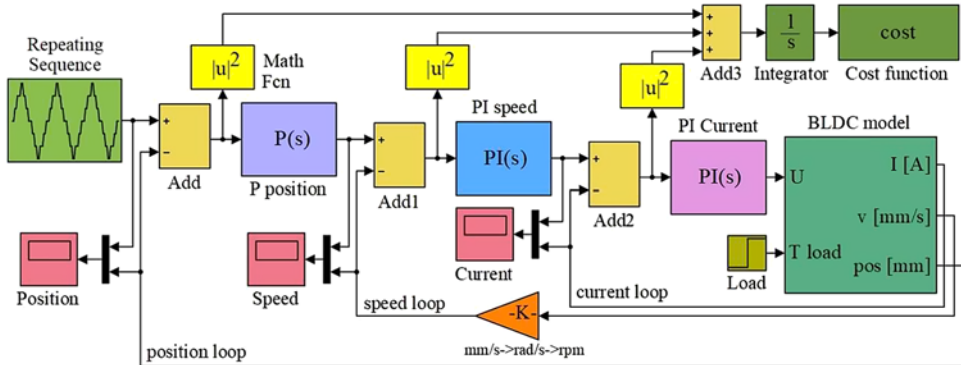 Repeating
Sequence
|u|²
Math
Fcn
|u|²
|u|²
+
+
+
Add3
1
s
Integrator
cost
Cost function
+
−
Add
P(s)
P position
+
−
Add1
PI speed
PI(s)
+
−
Add2
PI Current
PI(s)
BLDC model
U
T load
I [A]
v [mm/s]
pos [mm]
Position
Speed
Current
Load
current loop
speed loop
-K-
mm/s->rad/s->rpm
position loop